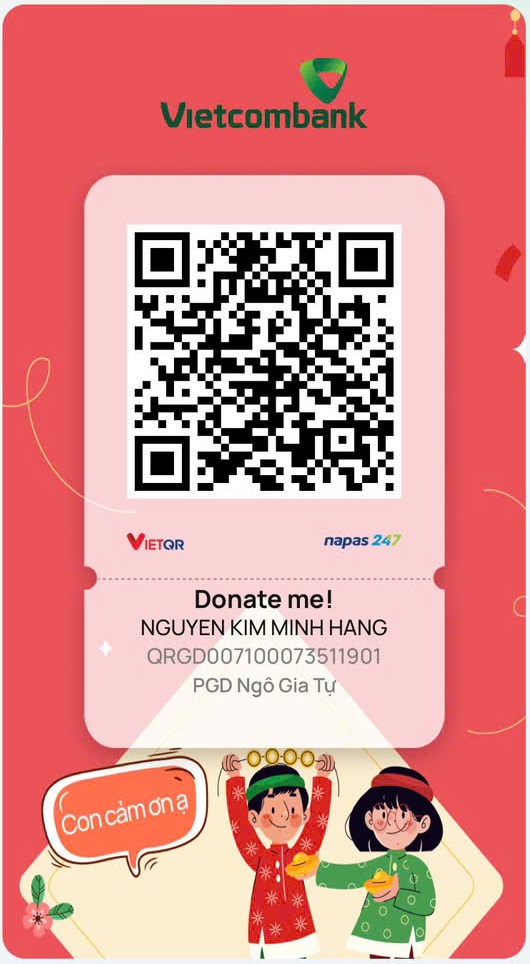 Vietcombank
VIETQR
napas 247
Donate me!
NGUYEN KIM MINH HANG
QRGD007100073511901
PGD Ngô Gia Tự
Con cảm ơn ạ